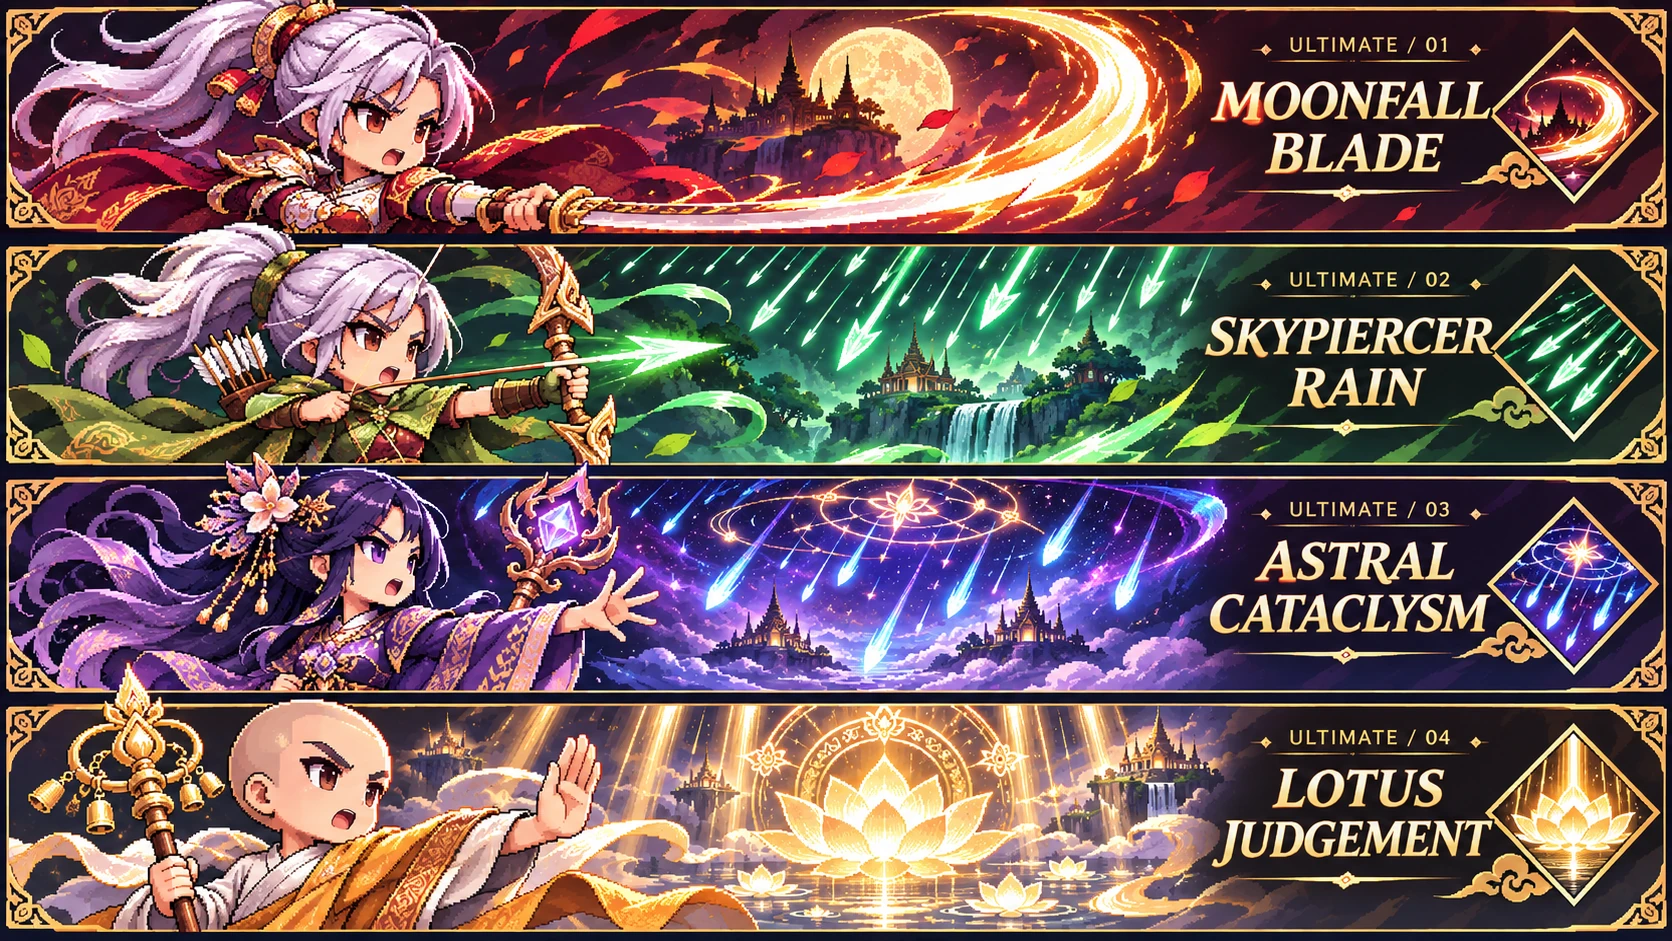 ULTIMATE / 01
MOONFALL
BLADE
ULTIMATE / 02
SKYPIERCER
RAIN
ULTIMATE / 03
ASTRAL
CATACLYSM
ULTIMATE / 04
LOTUS
JUDGEMENT